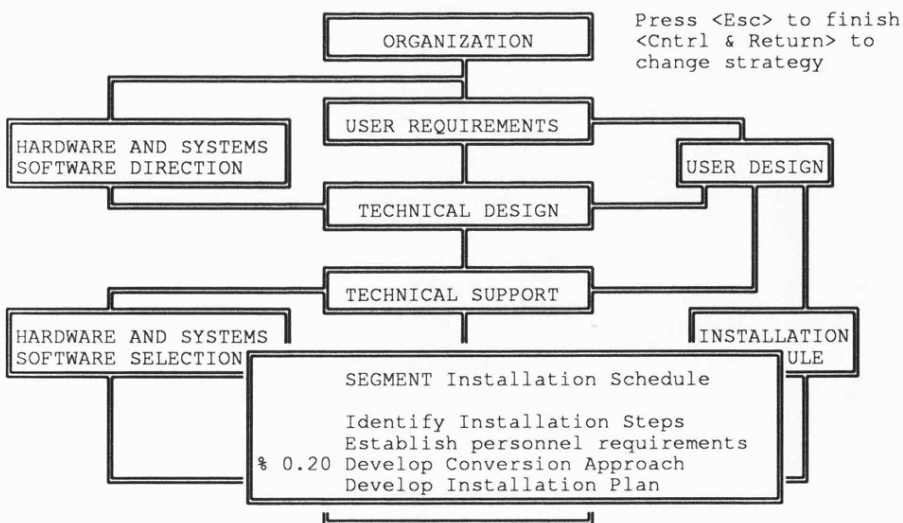 Press <Esc> to finish
<Cntrl & Return> to
change strategy
ORGANIZATION
USER REQUIREMENTS
HARDWARE AND SYSTEMS
SOFTWARE DIRECTION
USER DESIGN
TECHNICAL DESIGN
TECHNICAL SUPPORT
HARDWARE AND SYSTEMS
SOFTWARE SELECTION
INSTALLATION
ULE
SEGMENT Installation Schedule
Identify Installation Steps
Establish personnel requirements
% 0.20 Develop Conversion Approach
Develop Installation Plan